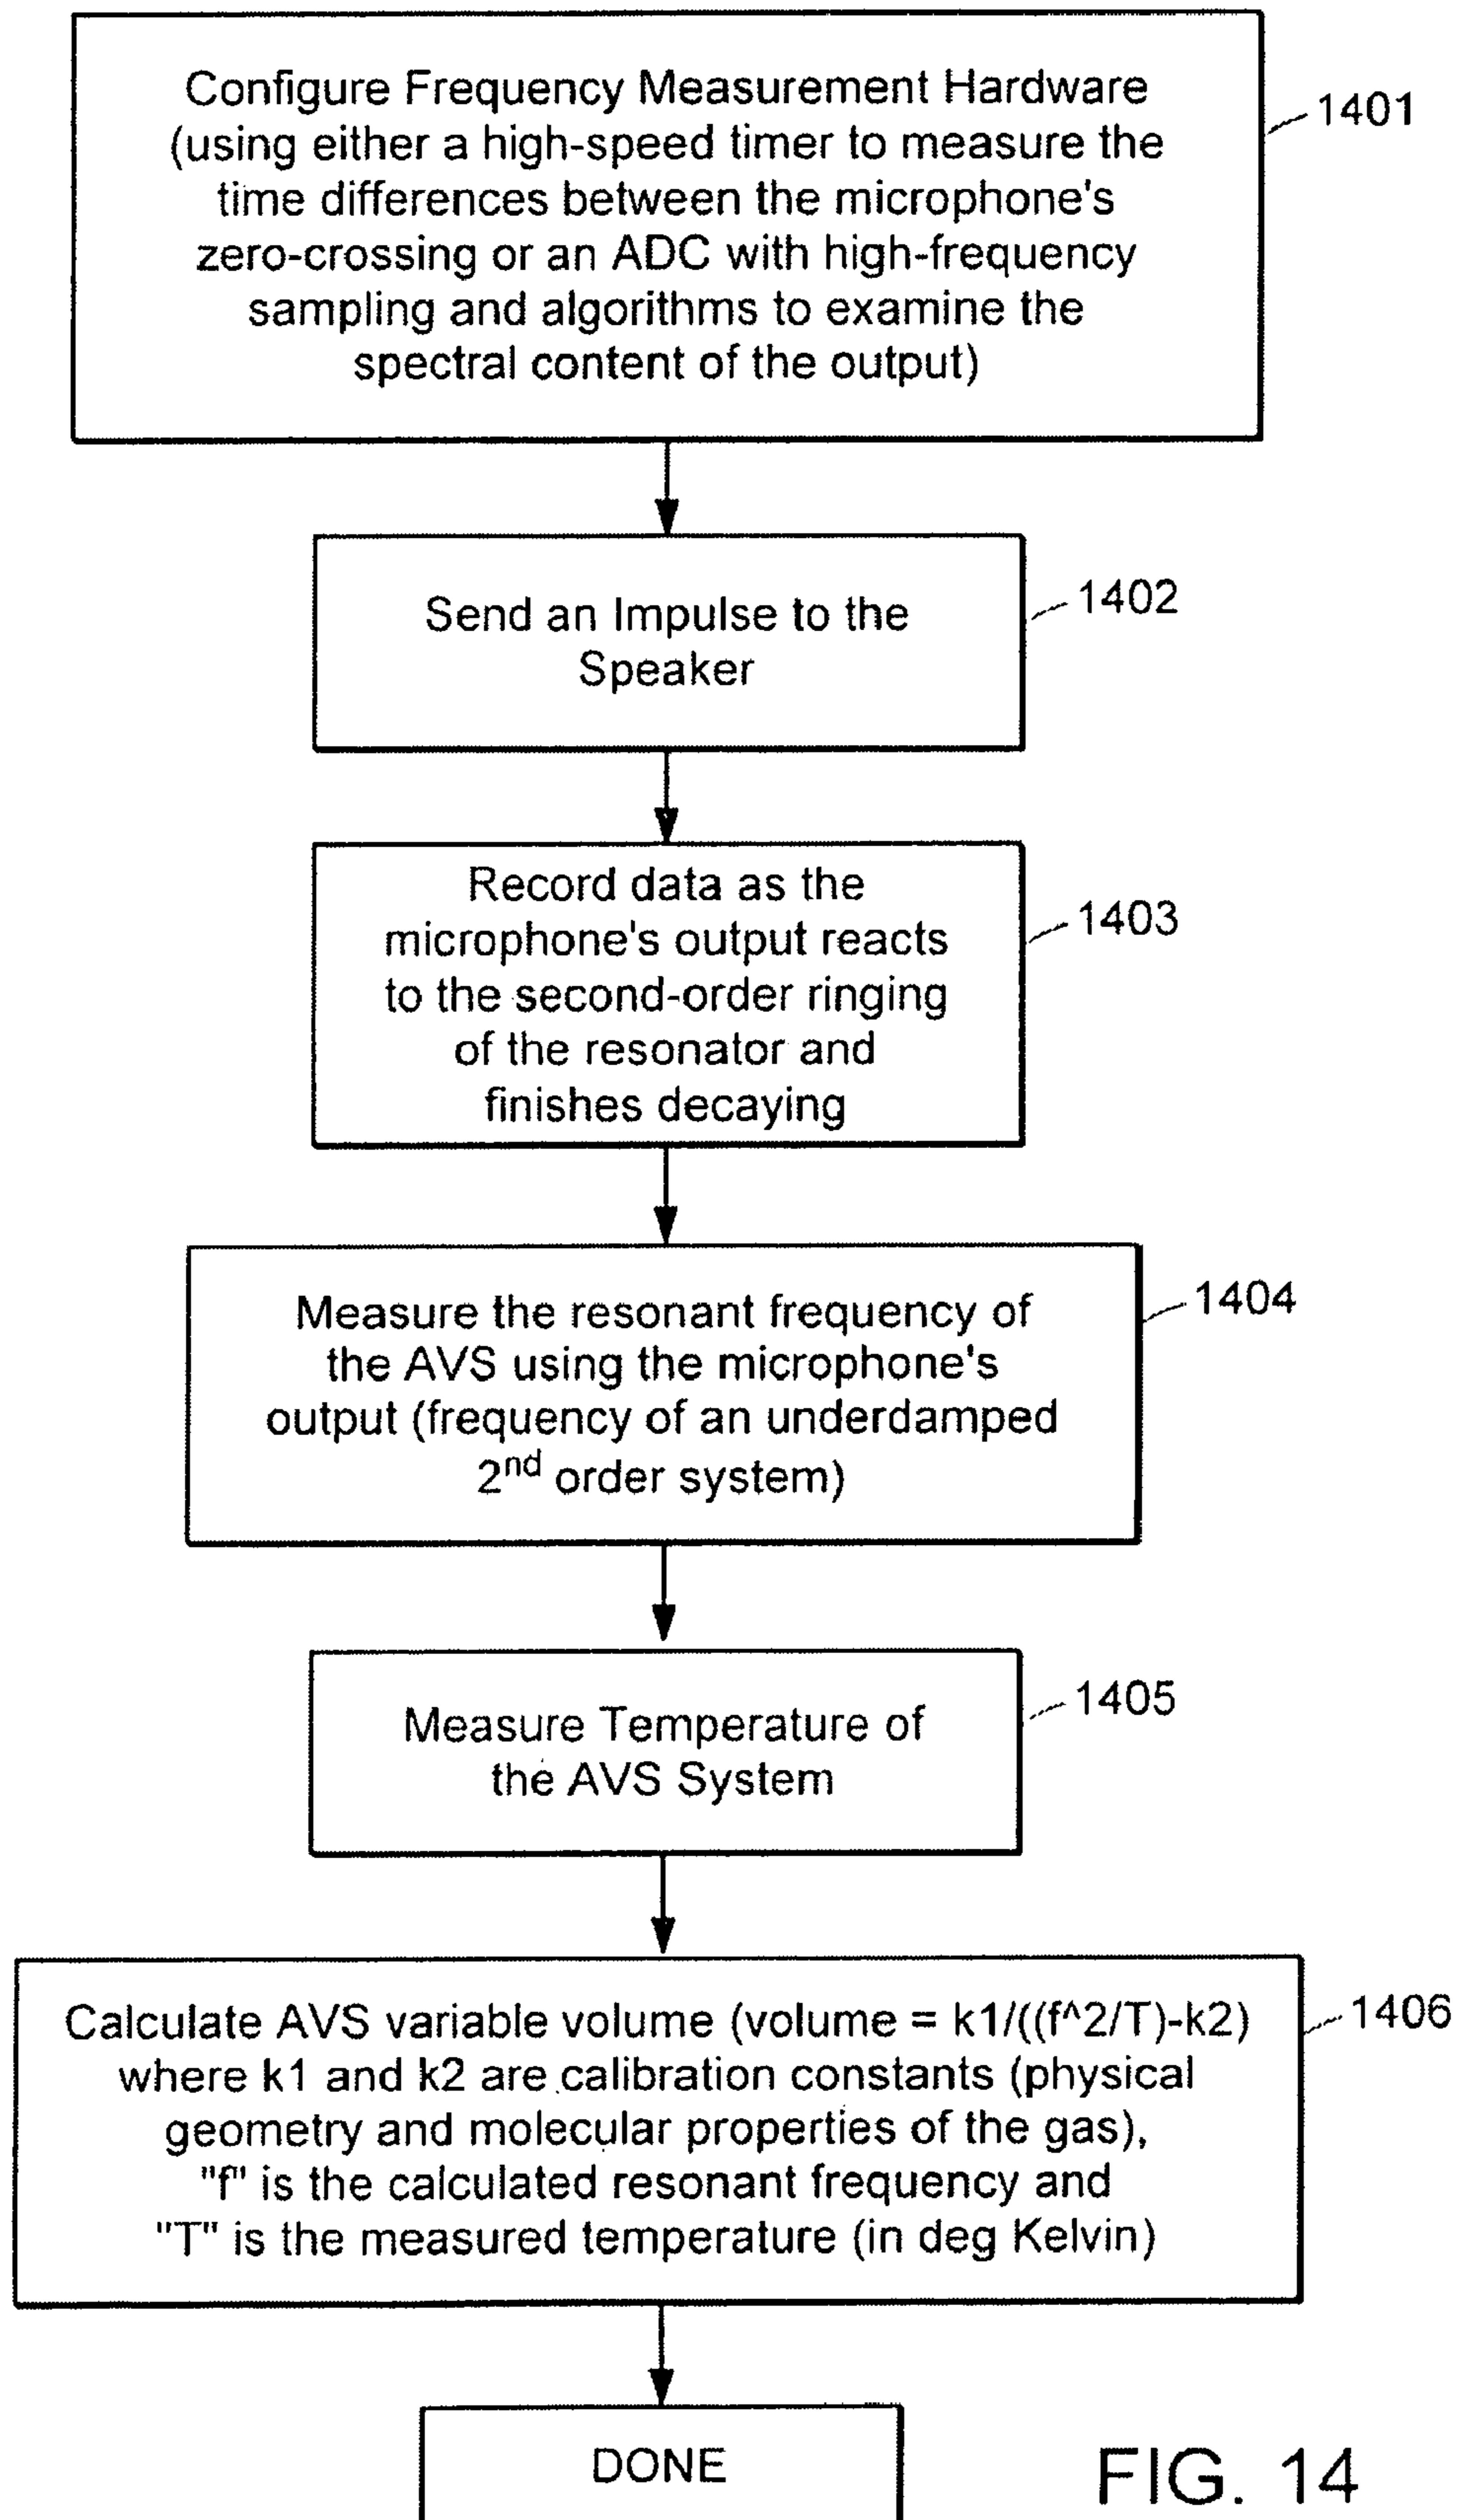 Configure Frequency Measurement Hardware
(using either a high-speed timer to measure the
time differences between the microphone's
zero-crossing or an ADC with high-frequency
sampling and algorithms to examine the
spectral content of the output)
1401
Send an Impulse to the
Speaker
1402
Record data as the
microphone's output reacts
to the second-order ringing
of the resonator and
finishes decaying
1403
Measure the resonant frequency of
the AVS using the microphone's
output (frequency of an underdamped
2nd order system)
1404
Measure Temperature of
the AVS System
1405
Calculate AVS variable volume (volume = k1/((f^2/T)-k2)
where k1 and k2 are calibration constants (physical
geometry and molecular properties of the gas),
"f" is the calculated resonant frequency and
"T" is the measured temperature (in deg Kelvin)
1406
DONE
FIG. 14